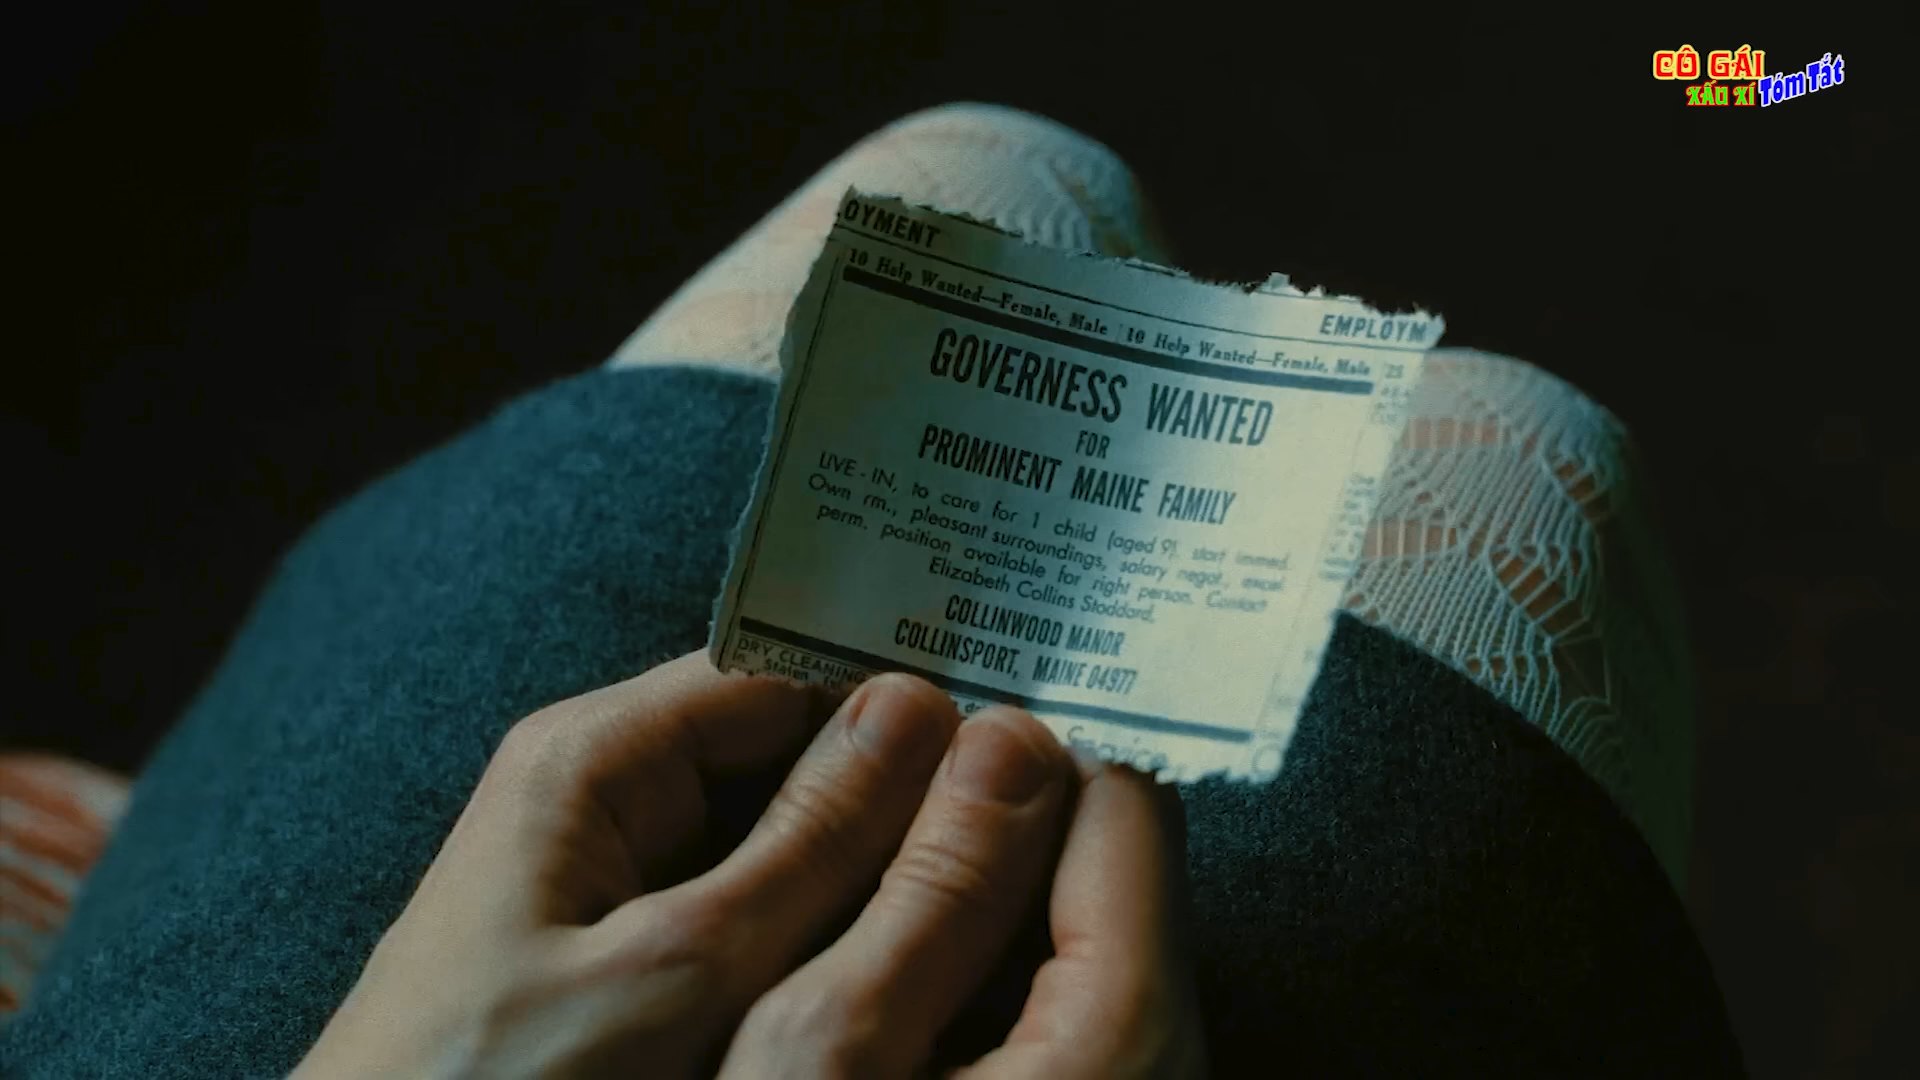 CÔ GÁI
XẤU XÍ Tóm Tắt
OYMENT
EMPLOYM
10 Help Wanted—Female, Male 10 Help Wanted—Female, Male
GOVERNESS WANTED
FOR
PROMINENT MAINE FAMILY
LIVE-IN, to care for 1 child (aged 9), start immed.
Own rm., pleasant surroundings, salary negot., excel.
perm. position available for right person. Contact
Elizabeth Collins Stoddard,
COLLINWOOD MANOR
COLLINSPORT, MAINE 04977
DRY CLEANING
Service